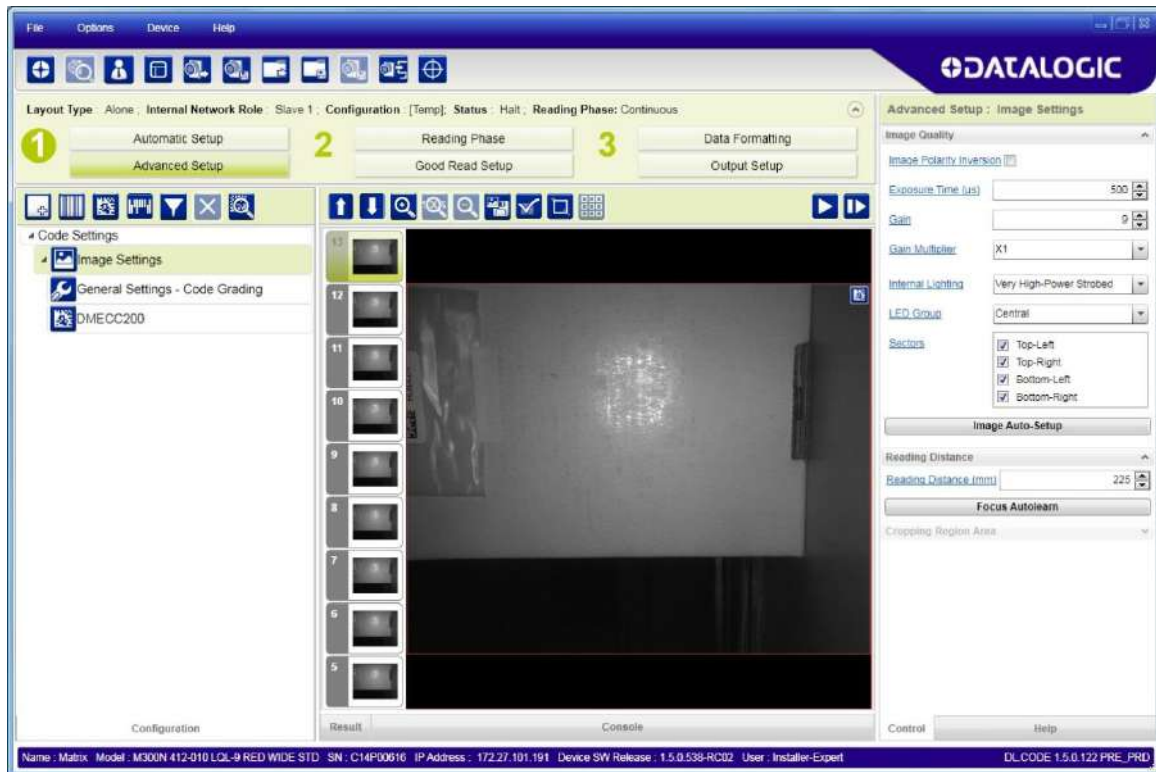 File Options Device Help
DATALOGIC
Layout Type : Alone ; Internal Network Role : Slave 1 ; Configuration : [Temp]; Status : Halt ; Reading Phase: Continuous
1 Automatic Setup 2 Reading Phase 3 Data Formatting
Advanced Setup Good Read Setup Output Setup
Code Settings
Image Settings
General Settings - Code Grading
DMECC200
Configuration
13
12
11
10
9
8
7
6
5
Result Console
Advanced Setup : Image Settings
Image Quality
Image Polarity Inversion
Exposure Time (µs) 500
Gain 9
Gain Multiplier X1
Internal Lighting Very High-Power Strobed
LED Group Central
Sectors Top-Left
Top-Right
Bottom-Left
Bottom-Right
Image Auto-Setup
Reading Distance
Reading Distance (mm) 225
Focus Autolearn
Cropping Region Area
Control Help
Name : Matrix Model : M300N 412-010 LQL-9 RED WIDE STD SN : C14P00616 IP Address : 172.27.101.191 Device SW Release : 1.5.0.538-RC02 User : Installer-Expert DL.CODE 1.5.0.122 PRE_PRD